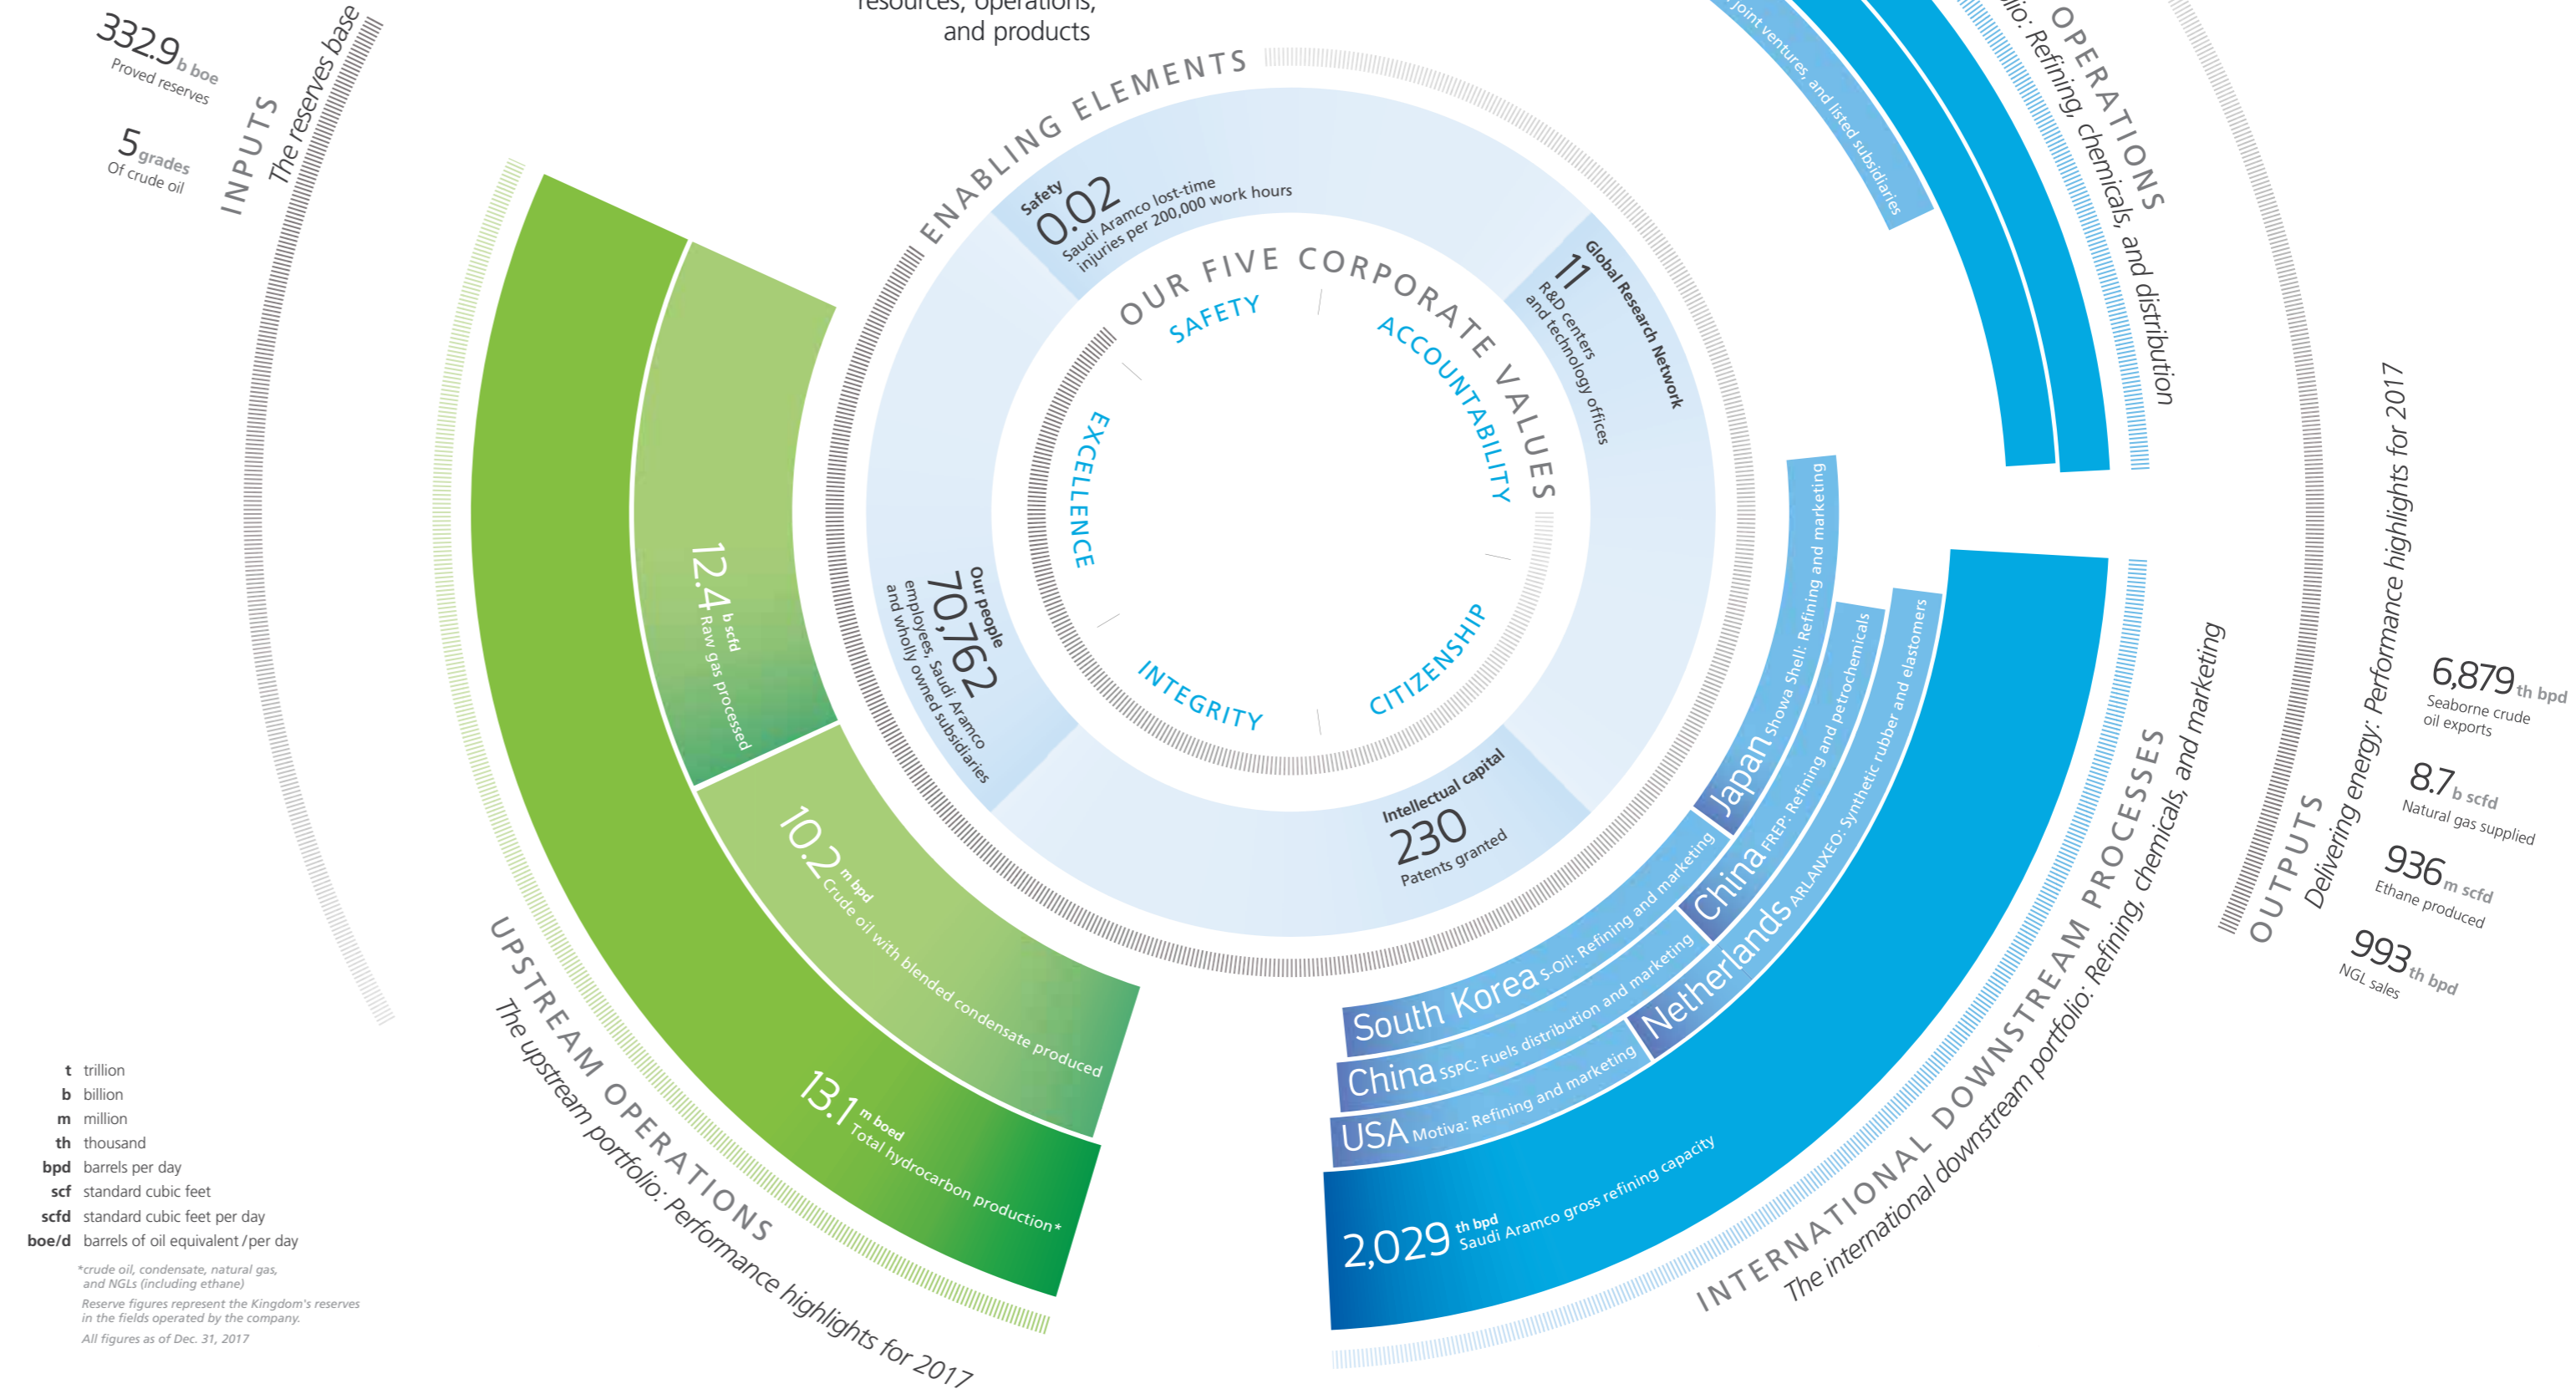 resources, operations,
and products
332.9 b boe
Proved reserves
5 grades
Of crude oil
INPUTS
The reserves base
ENABLING ELEMENTS
Safety
0.02
Saudi Aramco lost-time
injuries per 200,000 work hours
Global Research Network
11
R&D centers
and technology offices
Our people
70,762
employees, Saudi Aramco
and wholly owned subsidiaries
Intellectual capital
230
Patents granted
OUR FIVE CORPORATE VALUES
SAFETY
ACCOUNTABILITY
CITIZENSHIP
INTEGRITY
EXCELLENCE
12.4 b scfd
Raw gas processed
10.2 m bpd
Crude oil with blended condensate produced
13.1 m boed
Total hydrocarbon production*
UPSTREAM OPERATIONS
The upstream portfolio: Performance highlights for 2017
joint ventures, and listed subsidiaries
OPERATIONS
lio: Refining, chemicals, and distribution
Japan Showa Shell: Refining and marketing
South Korea S-Oil: Refining and marketing
China FREP: Refining and petrochemicals
China SSPC: Fuels distribution and marketing
Netherlands ARLANXEO: Synthetic rubber and elastomers
USA Motiva: Refining and marketing
2,029 th bpd
Saudi Aramco gross refining capacity
INTERNATIONAL DOWNSTREAM PROCESSES
The international downstream portfolio: Refining, chemicals, and marketing
OUTPUTS
Delivering energy: Performance highlights for 2017
6,879 th bpd
Seaborne crude
oil exports
8.7 b scfd
Natural gas supplied
936 m scfd
Ethane produced
993 th bpd
NGL sales
t trillion
b billion
m million
th thousand
bpd barrels per day
scf standard cubic feet
scfd standard cubic feet per day
boe/d barrels of oil equivalent/per day
*crude oil, condensate, natural gas,
and NGLs (including ethane)
Reserve figures represent the Kingdom's reserves
in the fields operated by the company.
All figures as of Dec. 31, 2017